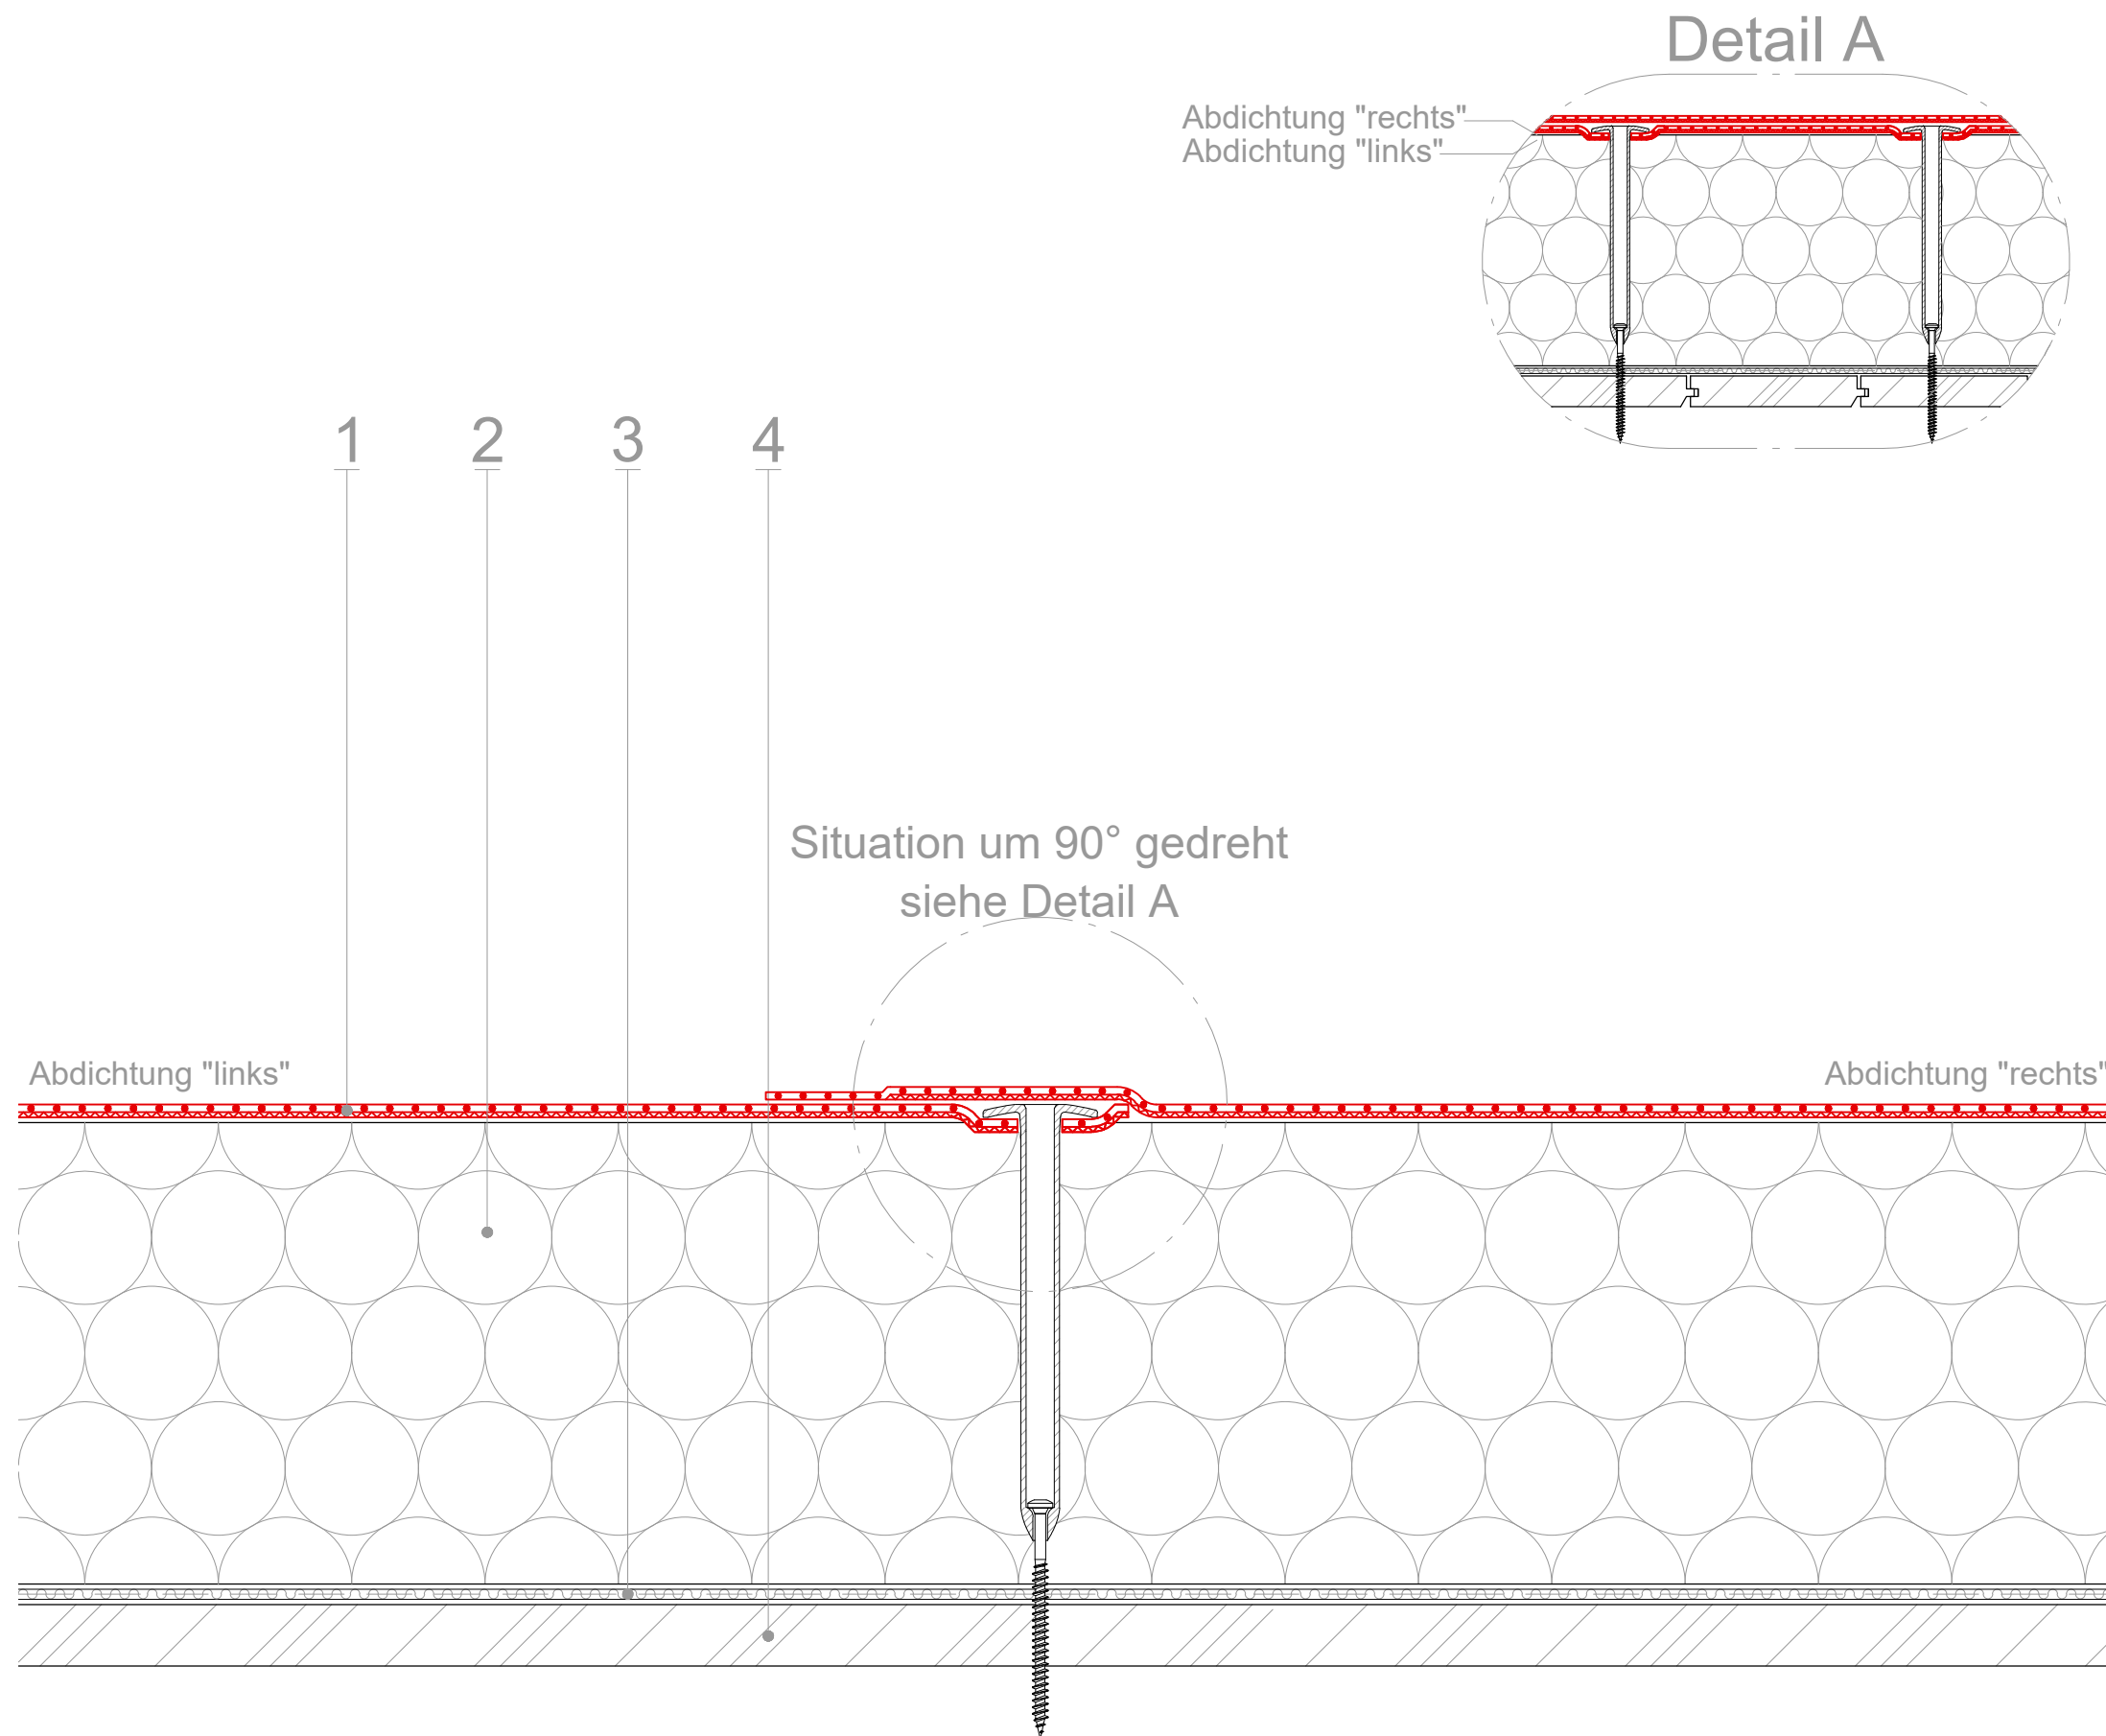 Detail A
Abdichtung "rechts"
Abdichtung "links"
1 2 3 4
Situation um 90° gedreht
siehe Detail A
Abdichtung "links"
Abdichtung "rechts"